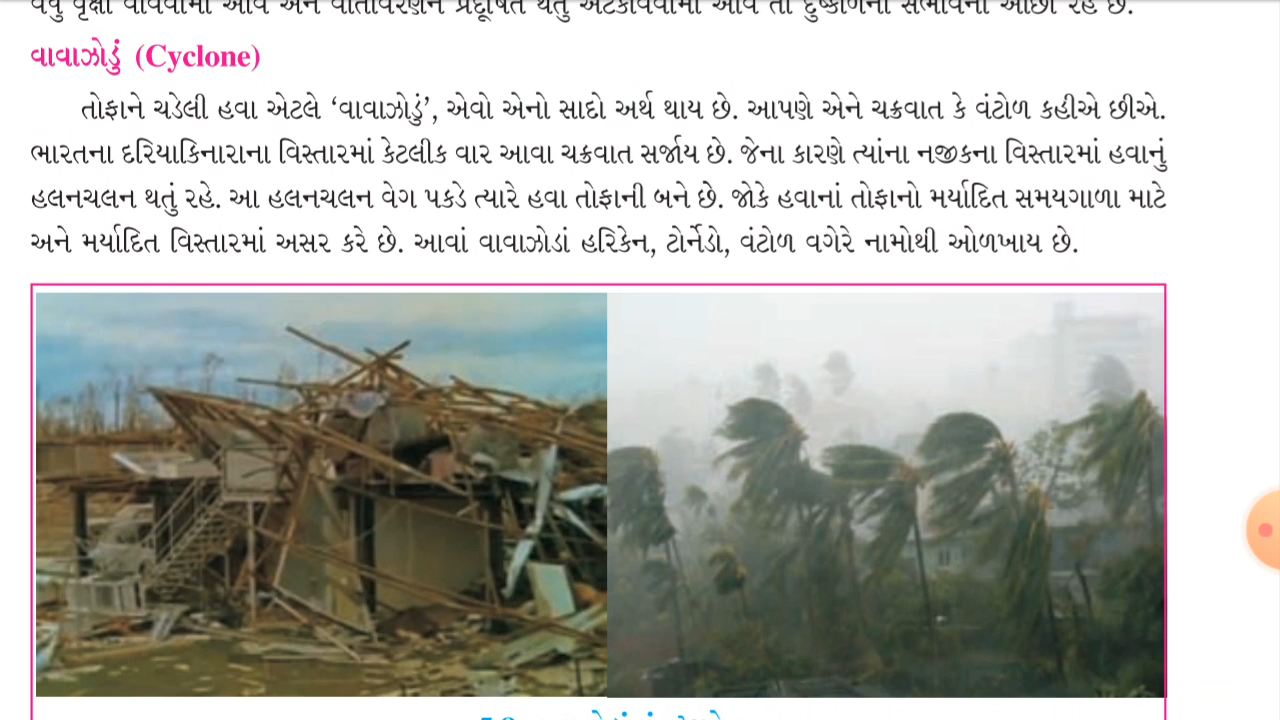 વાવાઝોડું (Cyclone)
તોફાને ચડેલી હવા એટલે ‘વાવાઝોડું’, એવો એનો સાદો અર્થ થાય છે. આપણે એને ચક્રવાત કે વંટોળ કહીએ છીએ.
ભારતના દરિયાકિનારાના વિસ્તારમાં કેટલીક વાર આવા ચક્રવાત સર્જાય છે. જેના કારણે ત્યાંના નજીકના વિસ્તારમાં હવાનું
હલનચલન થતું રહે. આ હલનચલન વેગ પકડે ત્યારે હવા તોફાની બને છે. જોકે હવાનાં તોફાનો મર્યાદિત સમયગાળા માટે
અને મર્યાદિત વિસ્તારમાં અસર કરે છે. આવાં વાવાઝોડાં હરિકેન, ટોર્નેડો, વંટોળ વગેરે નામોથી ઓળખાય છે.